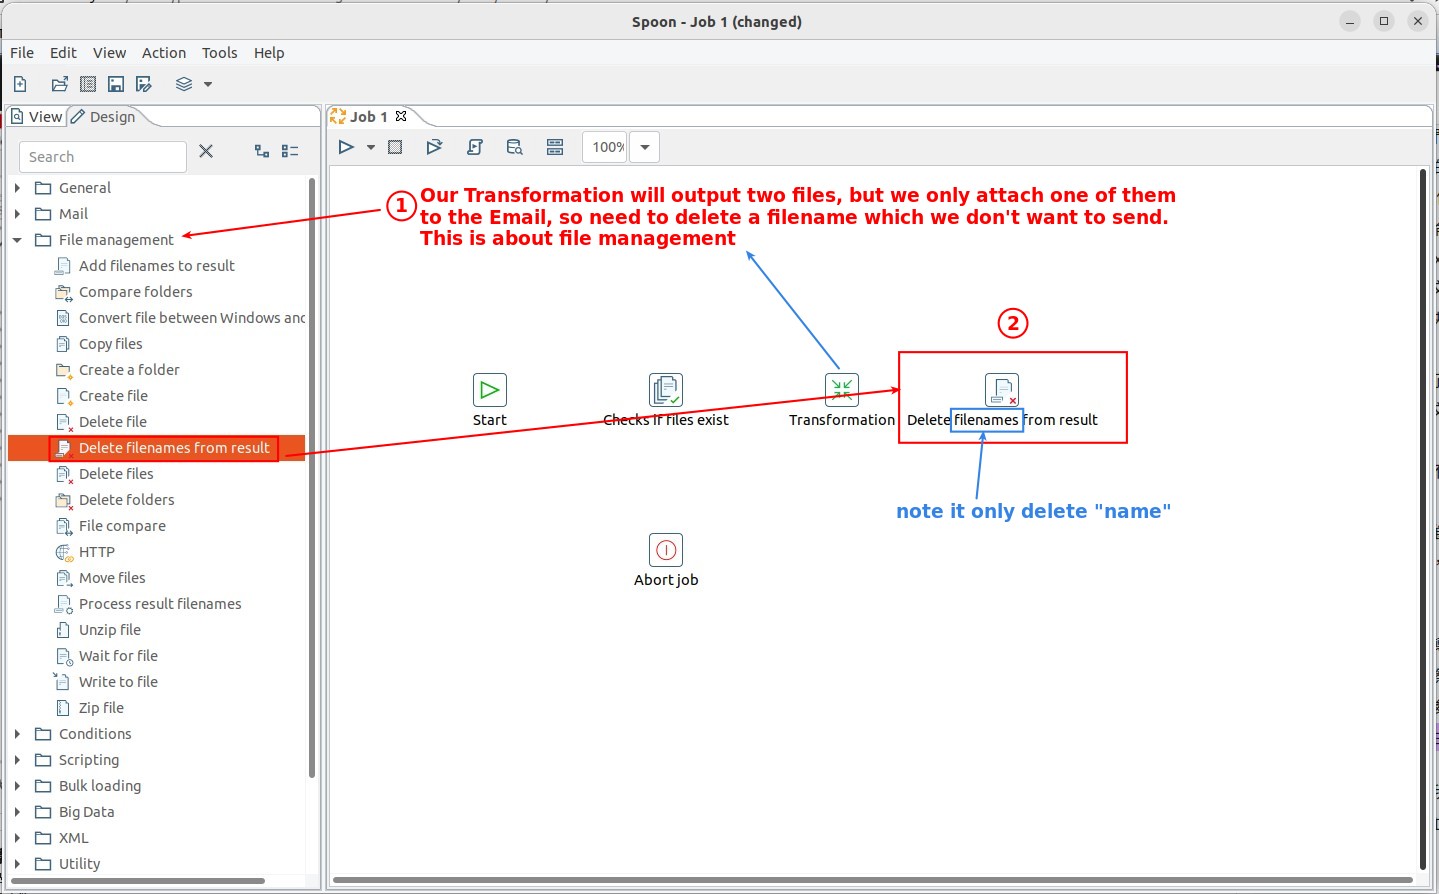 Spoon - Job 1 (changed)
File Edit View Action Tools Help
View Design
Job 1
Search
100%
General
Mail
File management
Add filenames to result
Compare folders
Convert file between Windows and
Copy files
Create a folder
Create file
Delete file
Delete filenames from result
Delete files
Delete folders
File compare
HTTP
Move files
Process result filenames
Unzip file
Wait for file
Write to file
Zip file
Conditions
Scripting
Bulk loading
Big Data
XML
Utility
1
Our Transformation will output two files, but we only attach one of them
to the Email, so need to delete a filename which we don't want to send.
This is about file management
2
Start
Checks if files exist
Transformation
Delete filenames from result
note it only delete "name"
Abort job